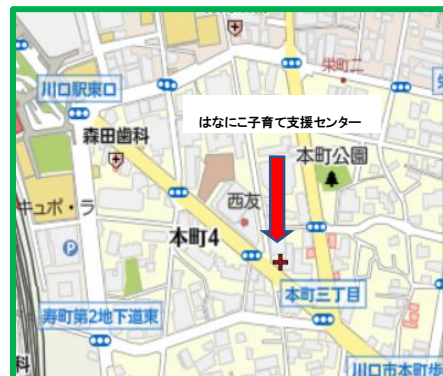 栄町二
川口駅東口
はなにこ子育て支援センター
森田歯科
本町公園
キュポ・ラ
西友
本町4
P
本町三丁目
寿町第2地下道東
科
川口市本町歩